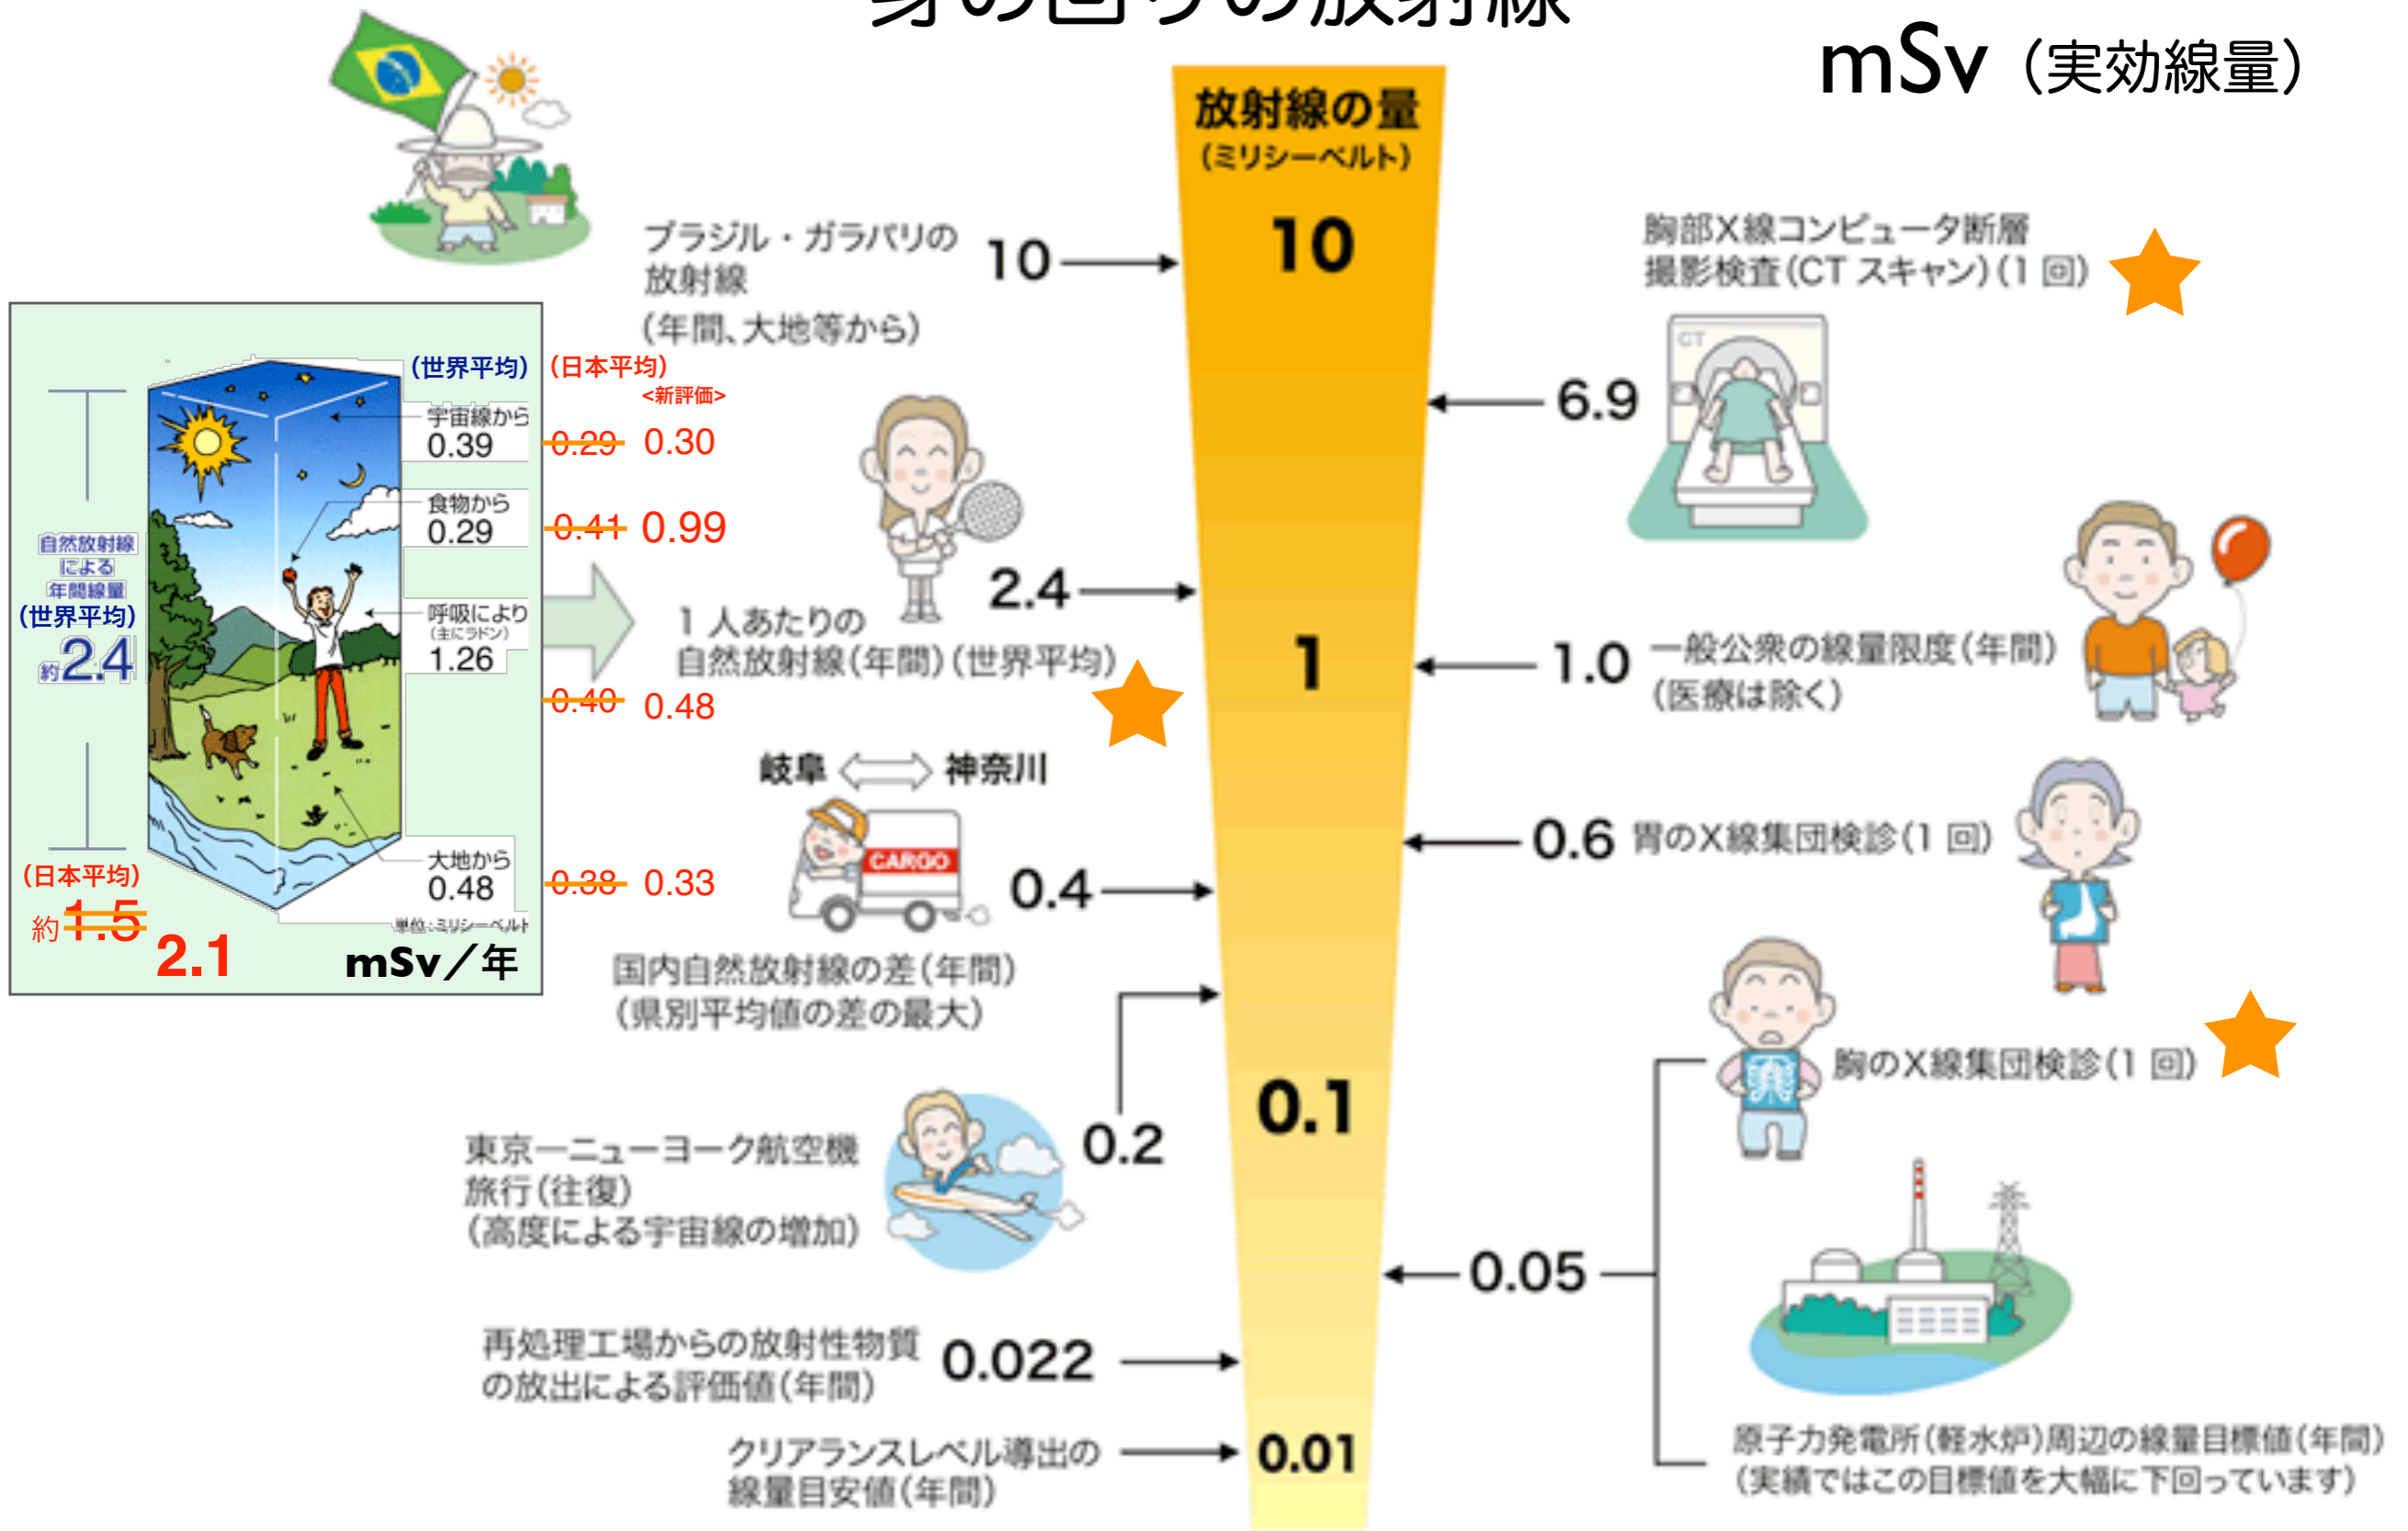 身の回りの放射線
mSv（実効線量）
放射線の量
（ミリシーベルト）
10
1
0.1
0.01
ブラジル・ガラパリの
放射線
（年間、大地等から）
10
（世界平均）
（日本平均）
<新評価>
宇宙線から
0.39
0.29 0.30
食物から
0.29
0.41 0.99
呼吸により
（主にラドン）
1.26
0.40 0.48
大地から
0.48
0.38 0.33
単位：ミリシーベルト
mSv／年
自然放射線
による
年間線量
（世界平均）
約2.4
（日本平均）
約1.5
2.1
2.4
1人あたりの
自然放射線（年間）（世界平均）
岐阜 神奈川
CARGO
0.4
国内自然放射線の差（年間）
（県別平均値の差の最大）
東京ーニューヨーク航空機
旅行（往復）
（高度による宇宙線の増加）
0.2
再処理工場からの放射性物質
の放出による評価値（年間）
0.022
クリアランスレベル導出の
線量目安値（年間）
胸部X線コンピュータ断層
撮影検査（CT スキャン）（1 回）
CT
6.9
1.0 一般公衆の線量限度（年間）
（医療は除く）
0.6 胃のX線集団検診（1 回）
胸のX線集団検診（1 回）
0.05
原子力発電所（軽水炉）周辺の線量目標値（年間）
（実績ではこの目標値を大幅に下回っています）